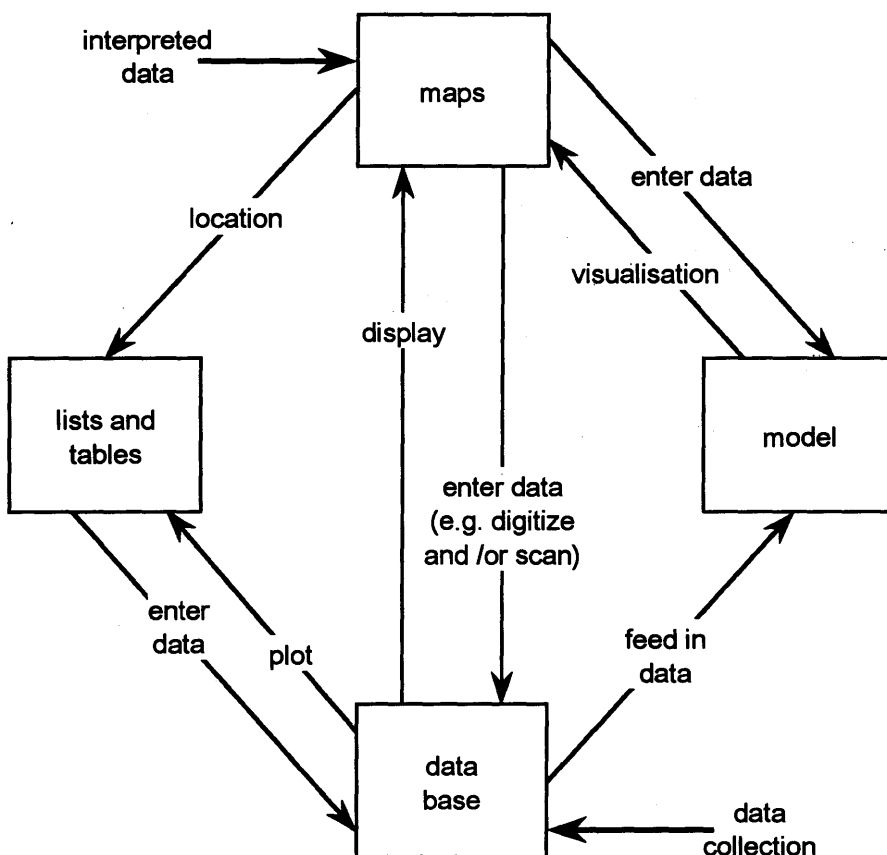 interpreted
data
maps
enter data
location
visualisation
display
lists and
tables
model
enter data
(e.g. digitize
and /or scan)
enter
data
plot
feed in
data
data
base
data
collection